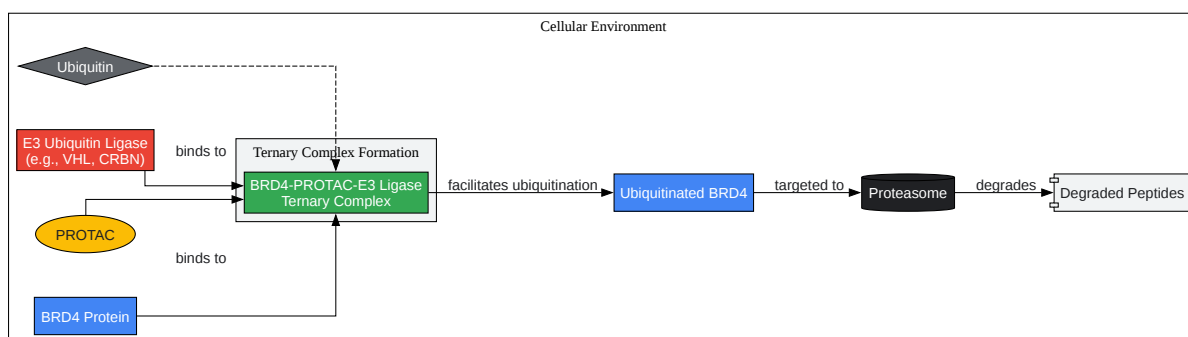 Cellular Environment
Ubiquitin
E3 Ubiquitin Ligase
(e.g., VHL, CRBN)
binds to
Ternary Complex Formation
BRD4-PROTAC-E3 Ligase
Ternary Complex
facilitates ubiquitination
Ubiquitinated BRD4
targeted to
Proteasome
degrades
Degraded Peptides
PROTAC
binds to
BRD4 Protein